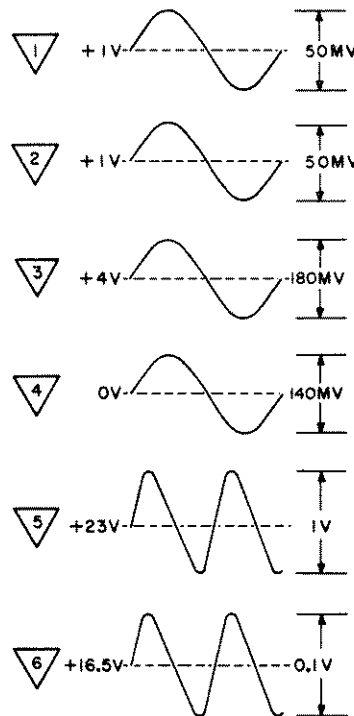 1 +1V 50MV
2 +1V 50MV
3 +4V 180MV
4 0V 140MV
5 +23V 1V
6 +16.5V 0.1V